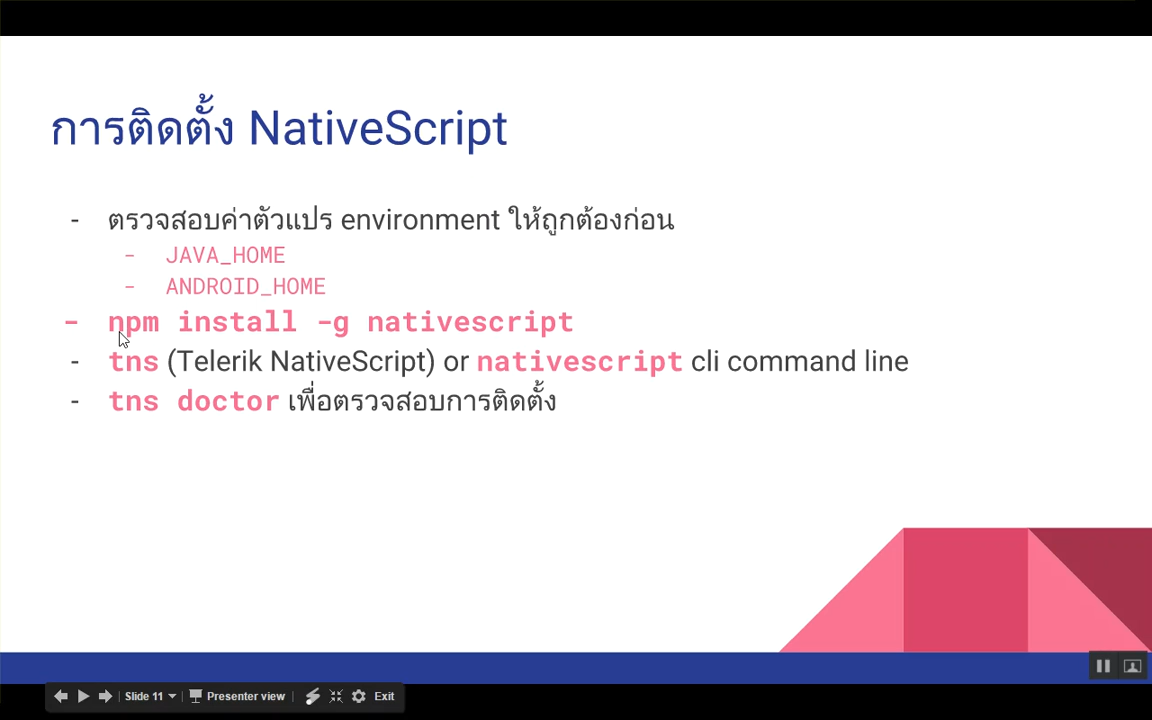 การติดตั้ง NativeScript
- ตรวจสอบค่าตัวแปร environment ให้ถูกต้องก่อน
- JAVA_HOME
- ANDROID_HOME
- npm install -g nativescript
- tns (Telerik NativeScript) or nativescript cli command line
- tns doctor เพื่อตรวจสอบการติดตั้ง
Slide 11 Presenter view Exit